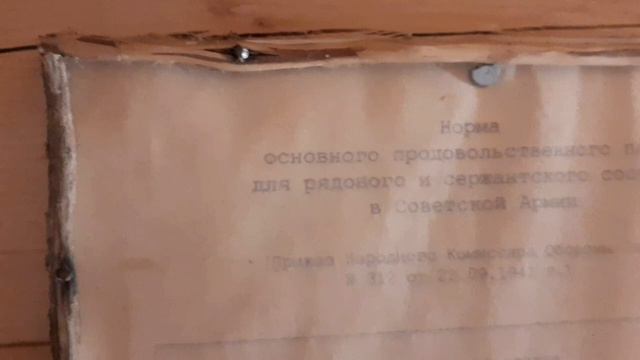 Норма
основного продовольственного
для рядового и сержантского
в Советской Армии
(Приказ Народного Комиссара Обороны
№ 312 от 22.09.1941 г.)